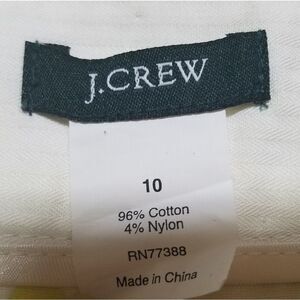 J.CREW
10
96% Cotton
4% Nylon
RN77388
Made in China